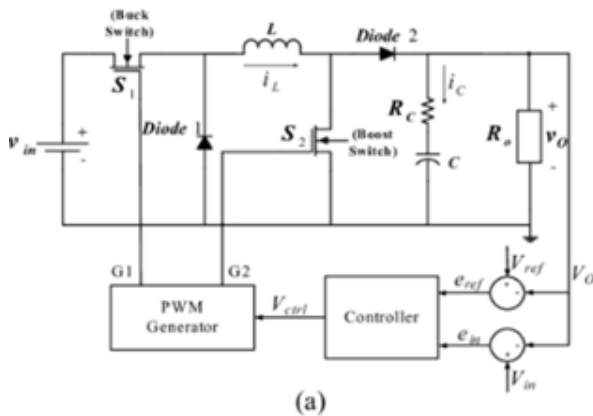 (Buck
Switch)
S1
L
iL
Diode 2
iC
RC
C
Ro
+
vO
-
vin
+
-
Diode 1
S2
(Boost
Switch)
G1
G2
PWM
Generator
Vctrl
Controller
eref
ein
Vref
+
-
VO
+
-
Vin
(a)